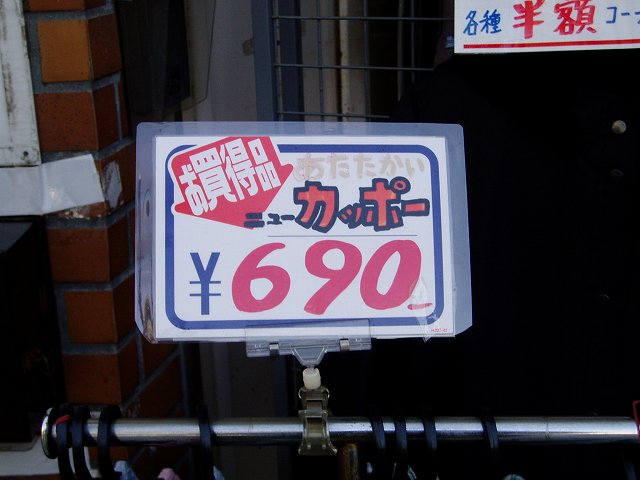 各種 半額 コーナ
お買得品
あたたかい
ニューカッポー
¥690